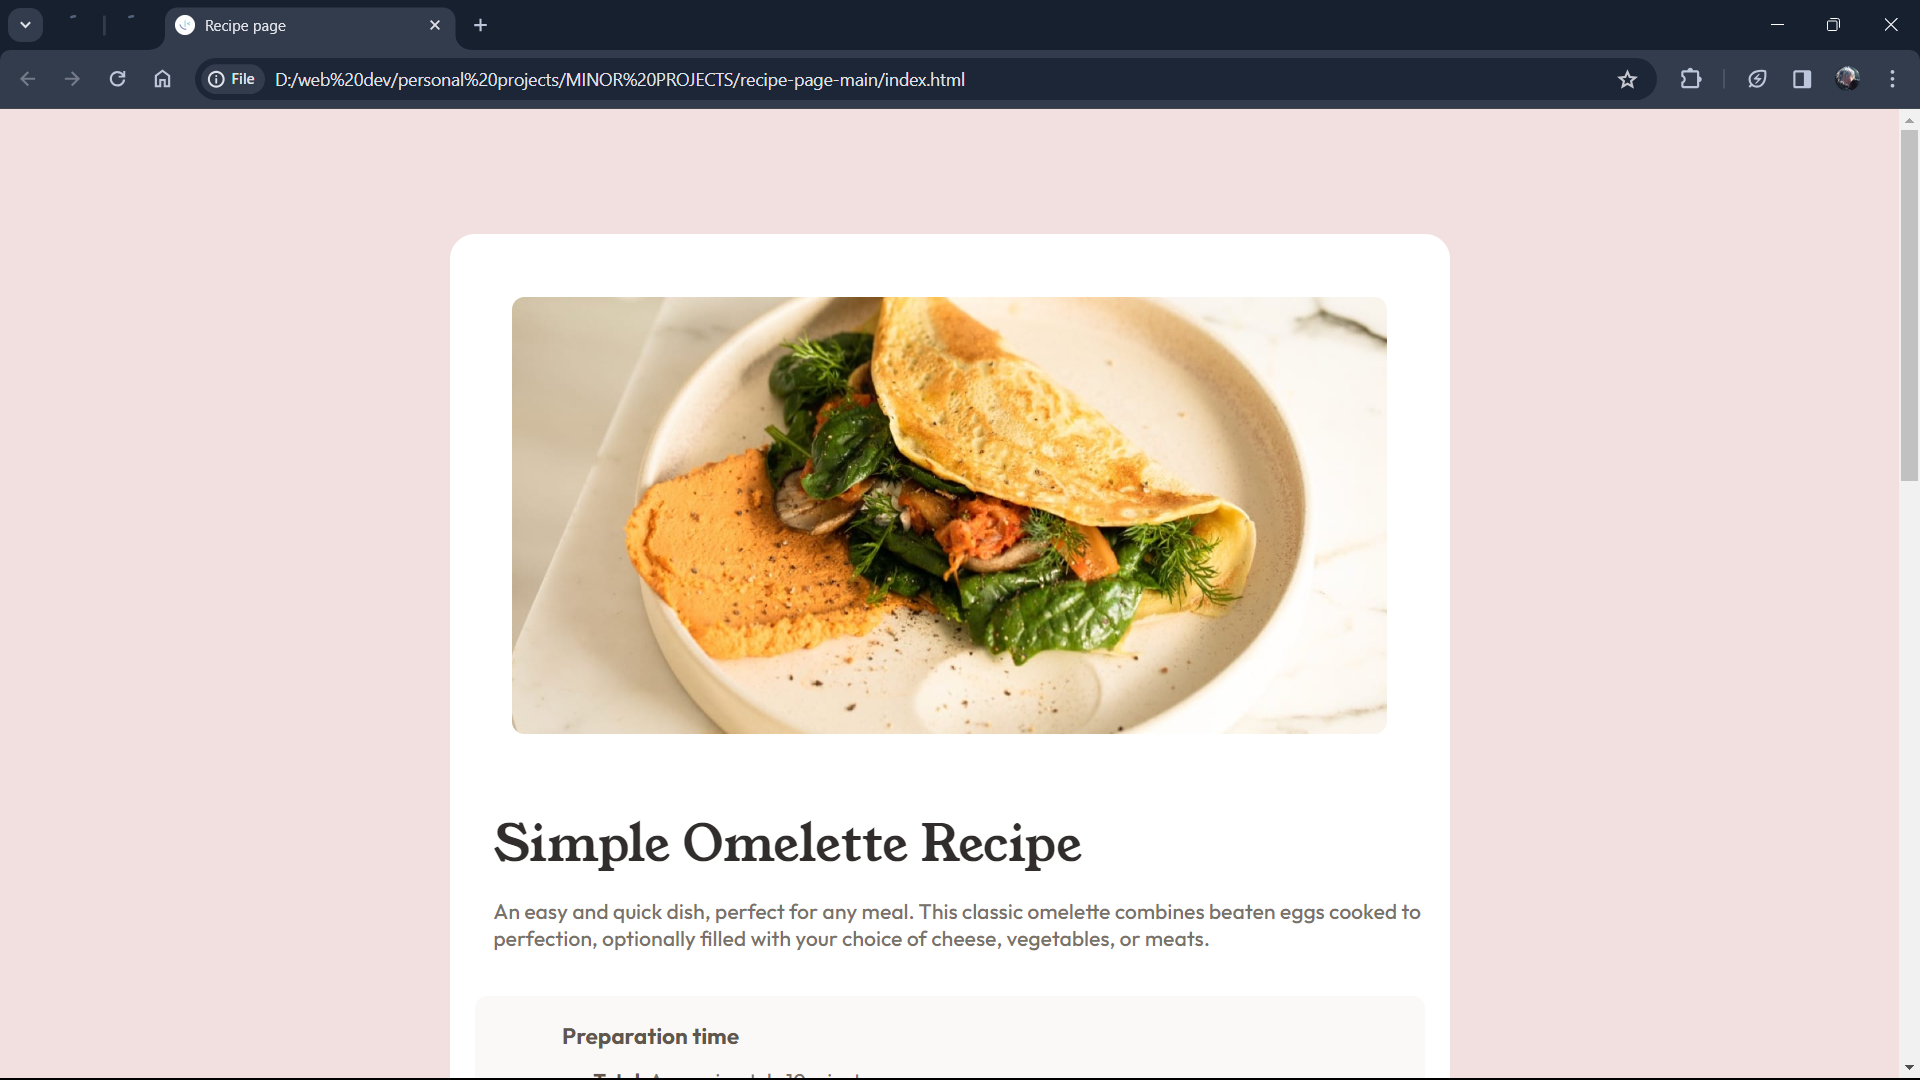 Recipe page
File
D:/web%20dev/personal%20projects/MINOR%20PROJECTS/recipe-page-main/index.html
Simple Omelette Recipe
An easy and quick dish, perfect for any meal. This classic omelette combines beaten eggs cooked to
perfection, optionally filled with your choice of cheese, vegetables, or meats.
Preparation time